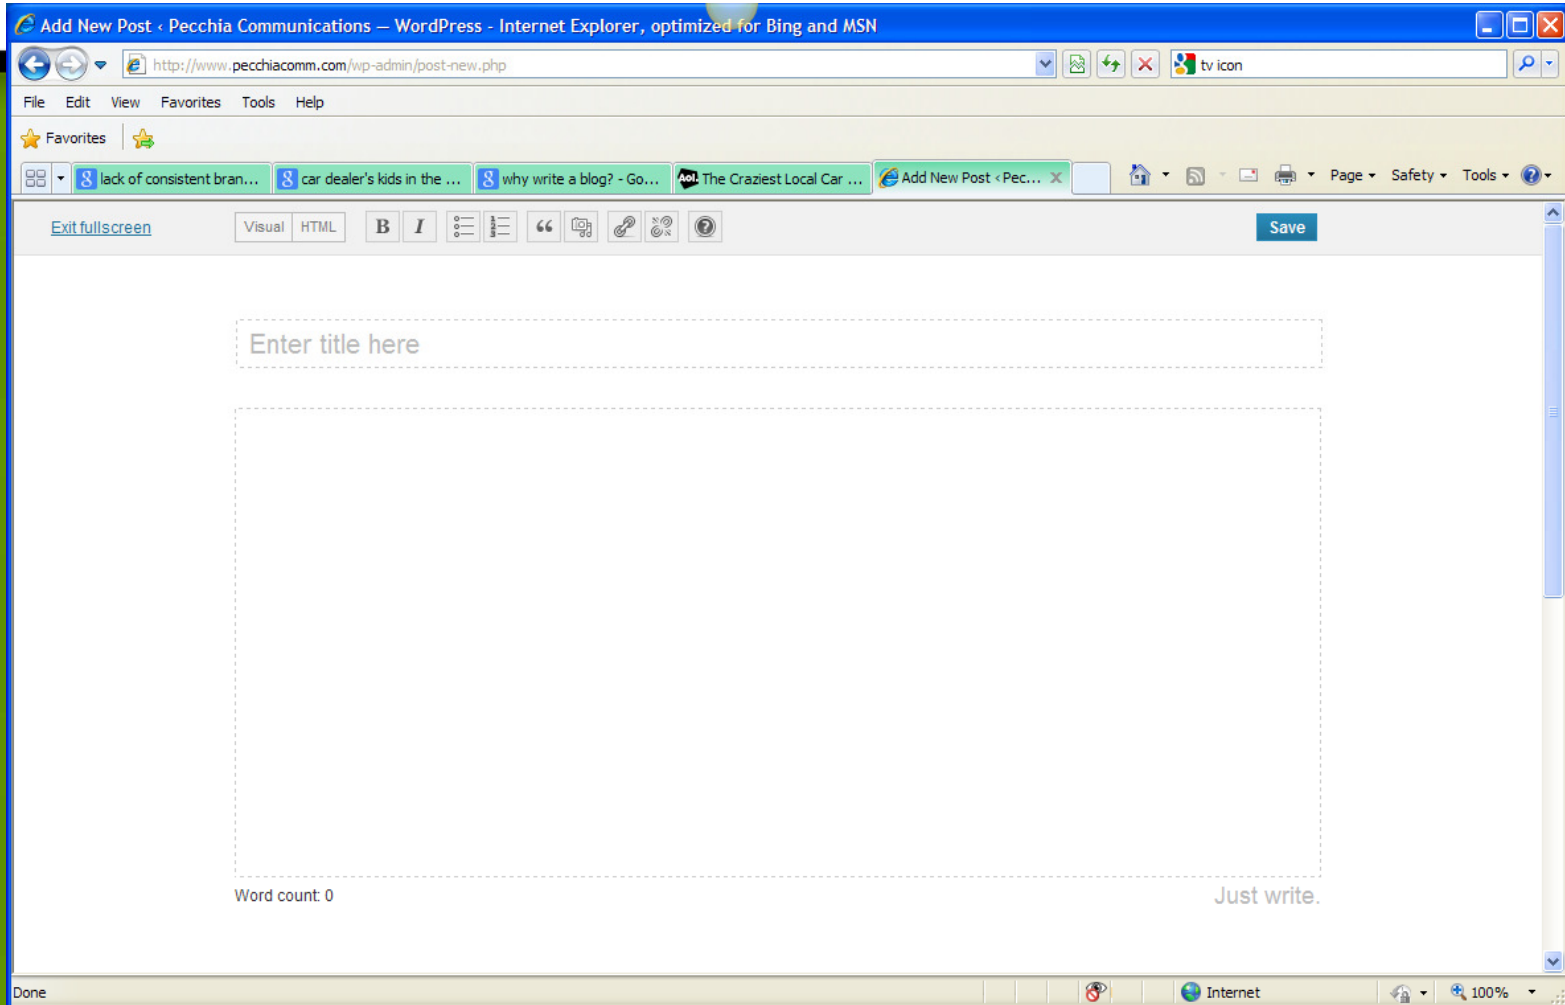 Add New Post ‹ Pecchia Communications — WordPress - Internet Explorer, optimized for Bing and MSN
http://www.pecchiacomm.com/wp-admin/post-new.php tv icon
File Edit View Favorites Tools Help
Favorites
lack of consistent bran... car dealer's kids in the ... why write a blog? - Go... Aol. The Craziest Local Car ... Add New Post ‹ Pec... Page Safety Tools
Exit fullscreen Visual HTML B I Save
Enter title here
Word count: 0 Just write.
Done Internet 100%